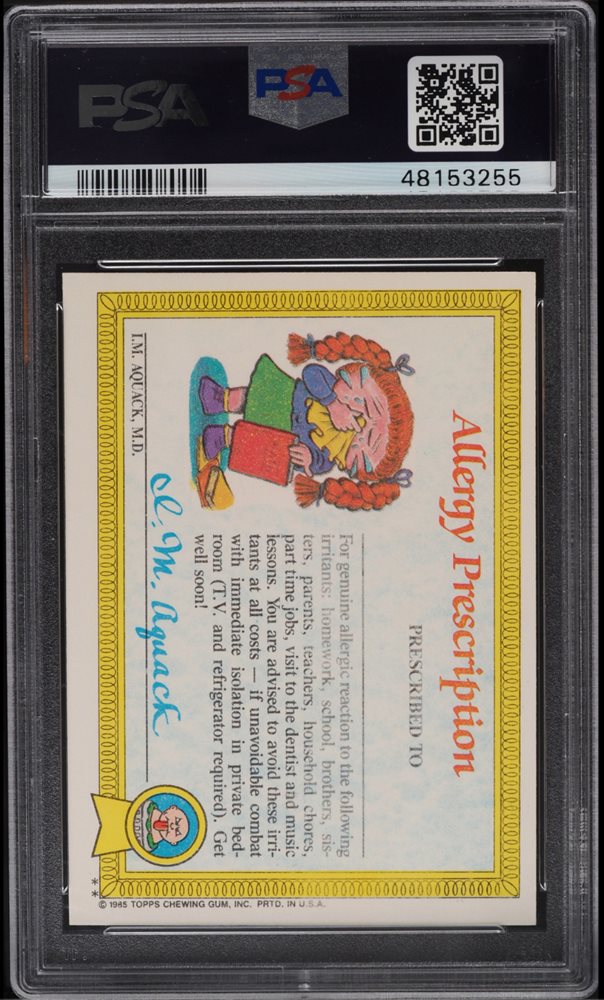 PSA
PSA
48153255
Allergy Prescription
PRESCRIBED TO
For genuine allergic reaction to the following
irritants: homework, school, brothers, sis-
ters, parents, teachers, household chores,
part time jobs, visit to the dentist and music
lessons. You are advised to avoid these irri-
tants at all costs — if unavoidable combat
with immediate isolation in private bed-
room (T.V. and refrigerator required). Get
well soon!
I. M. Aquack
I.M. AQUACK, M.D.
** © 1985 TOPPS CHEWING GUM, INC. PRTD. IN U.S.A.